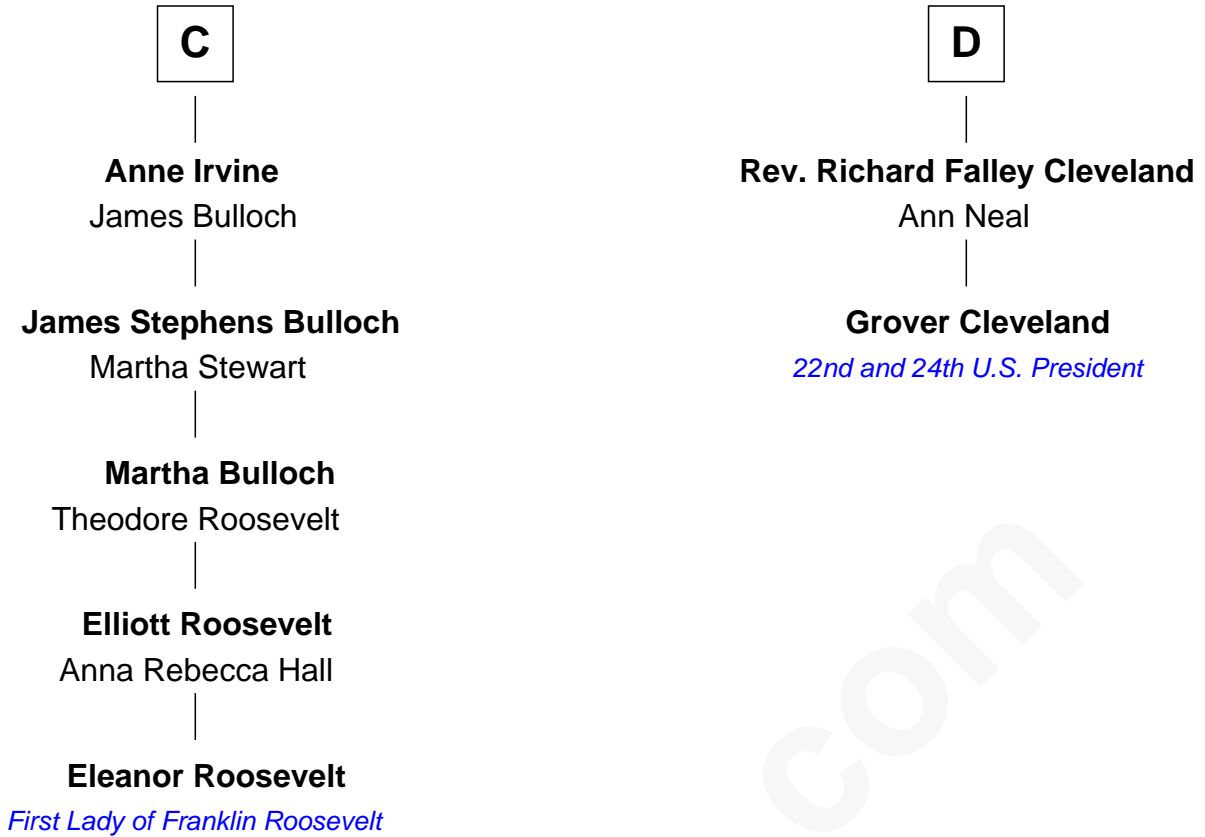 C
Anne Irvine
James Bulloch
James Stephens Bulloch
Martha Stewart
Martha Bulloch
Theodore Roosevelt
Elliott Roosevelt
Anna Rebecca Hall
Eleanor Roosevelt
First Lady of Franklin Roosevelt
D
Rev. Richard Falley Cleveland
Ann Neal
Grover Cleveland
22nd and 24th U.S. President
com